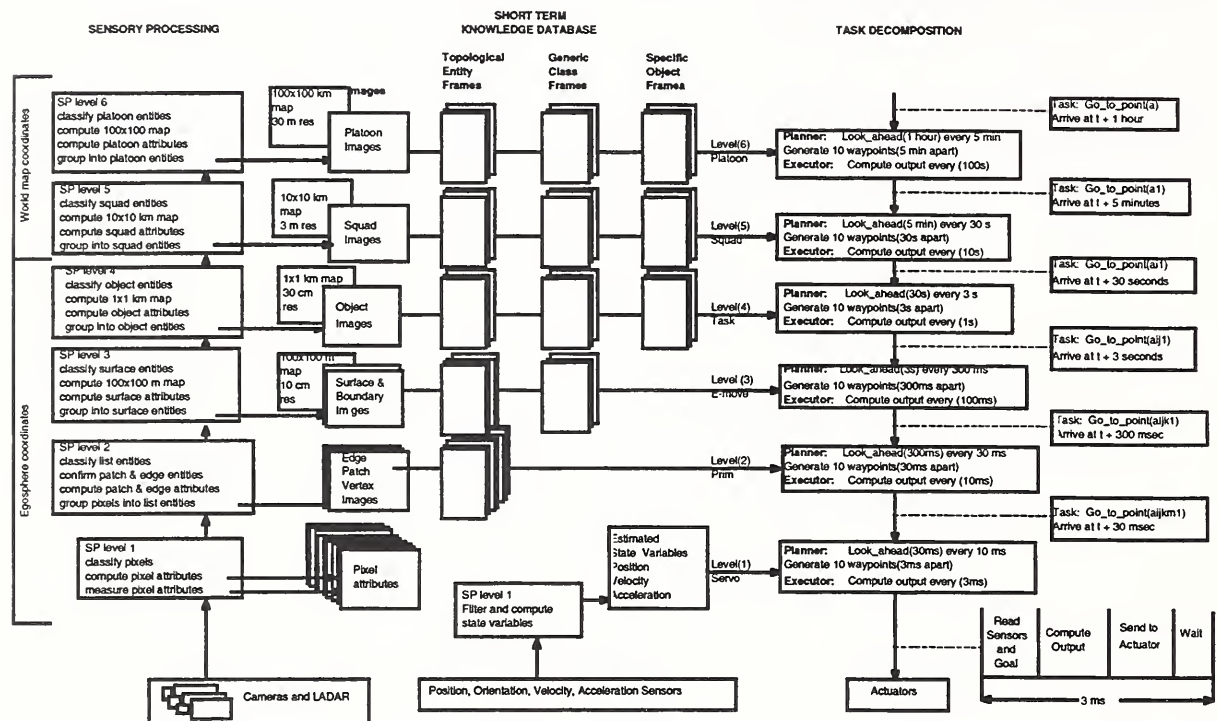 SENSORY PROCESSING
SHORT TERM
KNOWLEDGE DATABASE
TASK DECOMPOSITION
Topological
Entity
Frames
Generic
Class
Frames
Specific
Object
Frames
World map coordinates
Egosphere coordinates
SP level 6
classify platoon entities
compute 100x100 map
compute platoon attributes
group into platoon entities
100x100 km
map
30 m res
Images
Platoon
Images
Level(6)
Platoon
Planner: Look_ahead(1 hour) every 5 min
Generate 10 waypoints(5 min apart)
Executor: Compute output every (100s)
Task: Go_to_point(a)
Arrive at t + 1 hour
SP level 5
classify squad entities
compute 10x10 km map
compute squad attributes
group into squad entities
10x10 km
map
3 m res
Squad
Images
Level(5)
Squad
Planner: Look_ahead(5 min) every 30 s
Generate 10 waypoints(30s apart)
Executor: Compute output every (10s)
Task: Go_to_point(a1)
Arrive at t + 5 minutes
SP level 4
classify object entities
compute 1x1 km map
compute object attributes
group into object entities
1x1 km map
30 cm
res
Object
Images
Level(4)
Task
Planner: Look_ahead(30s) every 3 s
Generate 10 waypoints(3s apart)
Executor: Compute output every (1s)
Task: Go_to_point(ai1)
Arrive at t + 30 seconds
SP level 3
classify surface entities
compute 100x100 m map
compute surface attributes
group into surface entities
100x100 m
map
10 cm
res
Surface &
Boundary
Im ges
Level (3)
E-move
Planner: Look_ahead(3s) every 300 ms
Generate 10 waypoints(300ms apart)
Executor: Compute output every (100ms)
Task: Go_to_point(aij1)
Arrive at t + 3 seconds
SP level 2
classify list entities
confirm patch & edge entities
compute patch & edge attributes
group pixels into list entities
Edge
Patch
Vertex
Images
Level(2)
Prim
Planner: Look_ahead(300ms) every 30 ms
Generate 10 waypoints(30ms apart)
Executor: Compute output every (10ms)
Task: Go_to_point(aijk1)
Arrive at t + 300 msec
SP level 1
classify pixels
compute pixel attributes
measure pixel attributes
Pixel
attributes
SP level 1
Filter and compute
state variables
Estimated
State Variables
Position
Velocity
Acceleration
Level(1)
Servo
Planner: Look_ahead(30ms) every 10 ms
Generate 10 waypoints(3ms apart)
Executor: Compute output every (3ms)
Task: Go_to_point(aijkm1)
Arrive at t + 30 msec
Cameras and LADAR
Position, Orientation, Velocity, Acceleration Sensors
Actuators
Read
Sensors
and
Goal
Compute
Output
Send to
Actuator
Wait
3 ms